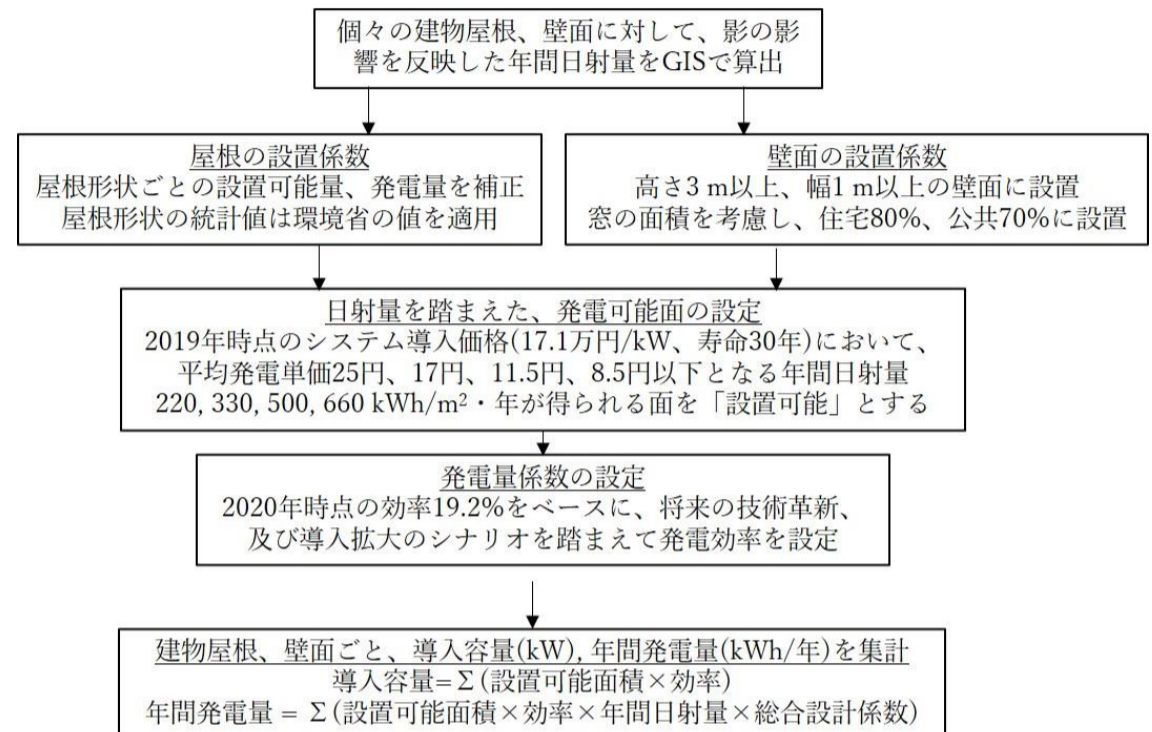 個々の建物屋根、壁面に対して、影の影
響を反映した年間日射量をGISで算出
屋根の設置係数
屋根形状ごとの設置可能量、発電量を補正
屋根形状の統計値は環境省の値を適用
壁面の設置係数
高さ3 m以上、幅1 m以上の壁面に設置
窓の面積を考慮し、住宅80%、公共70%に設置
日射量を踏まえた、発電可能面の設定
2019年時点のシステム導入価格(17.1万円/kW、寿命30年)において、
平均発電単価25円、17円、11.5円、8.5円以下となる年間日射量
220, 330, 500, 660 kWh/m²・年が得られる面を「設置可能」とする
発電量係数の設定
2020年時点の効率19.2%をベースに、将来の技術革新、
及び導入拡大のシナリオを踏まえて発電効率を設定
建物屋根、壁面ごと、導入容量(kW), 年間発電量(kWh/年)を集計
導入容量=Σ(設置可能面積×効率)
年間発電量 = Σ(設置可能面積×効率×年間日射量×総合設計係数)